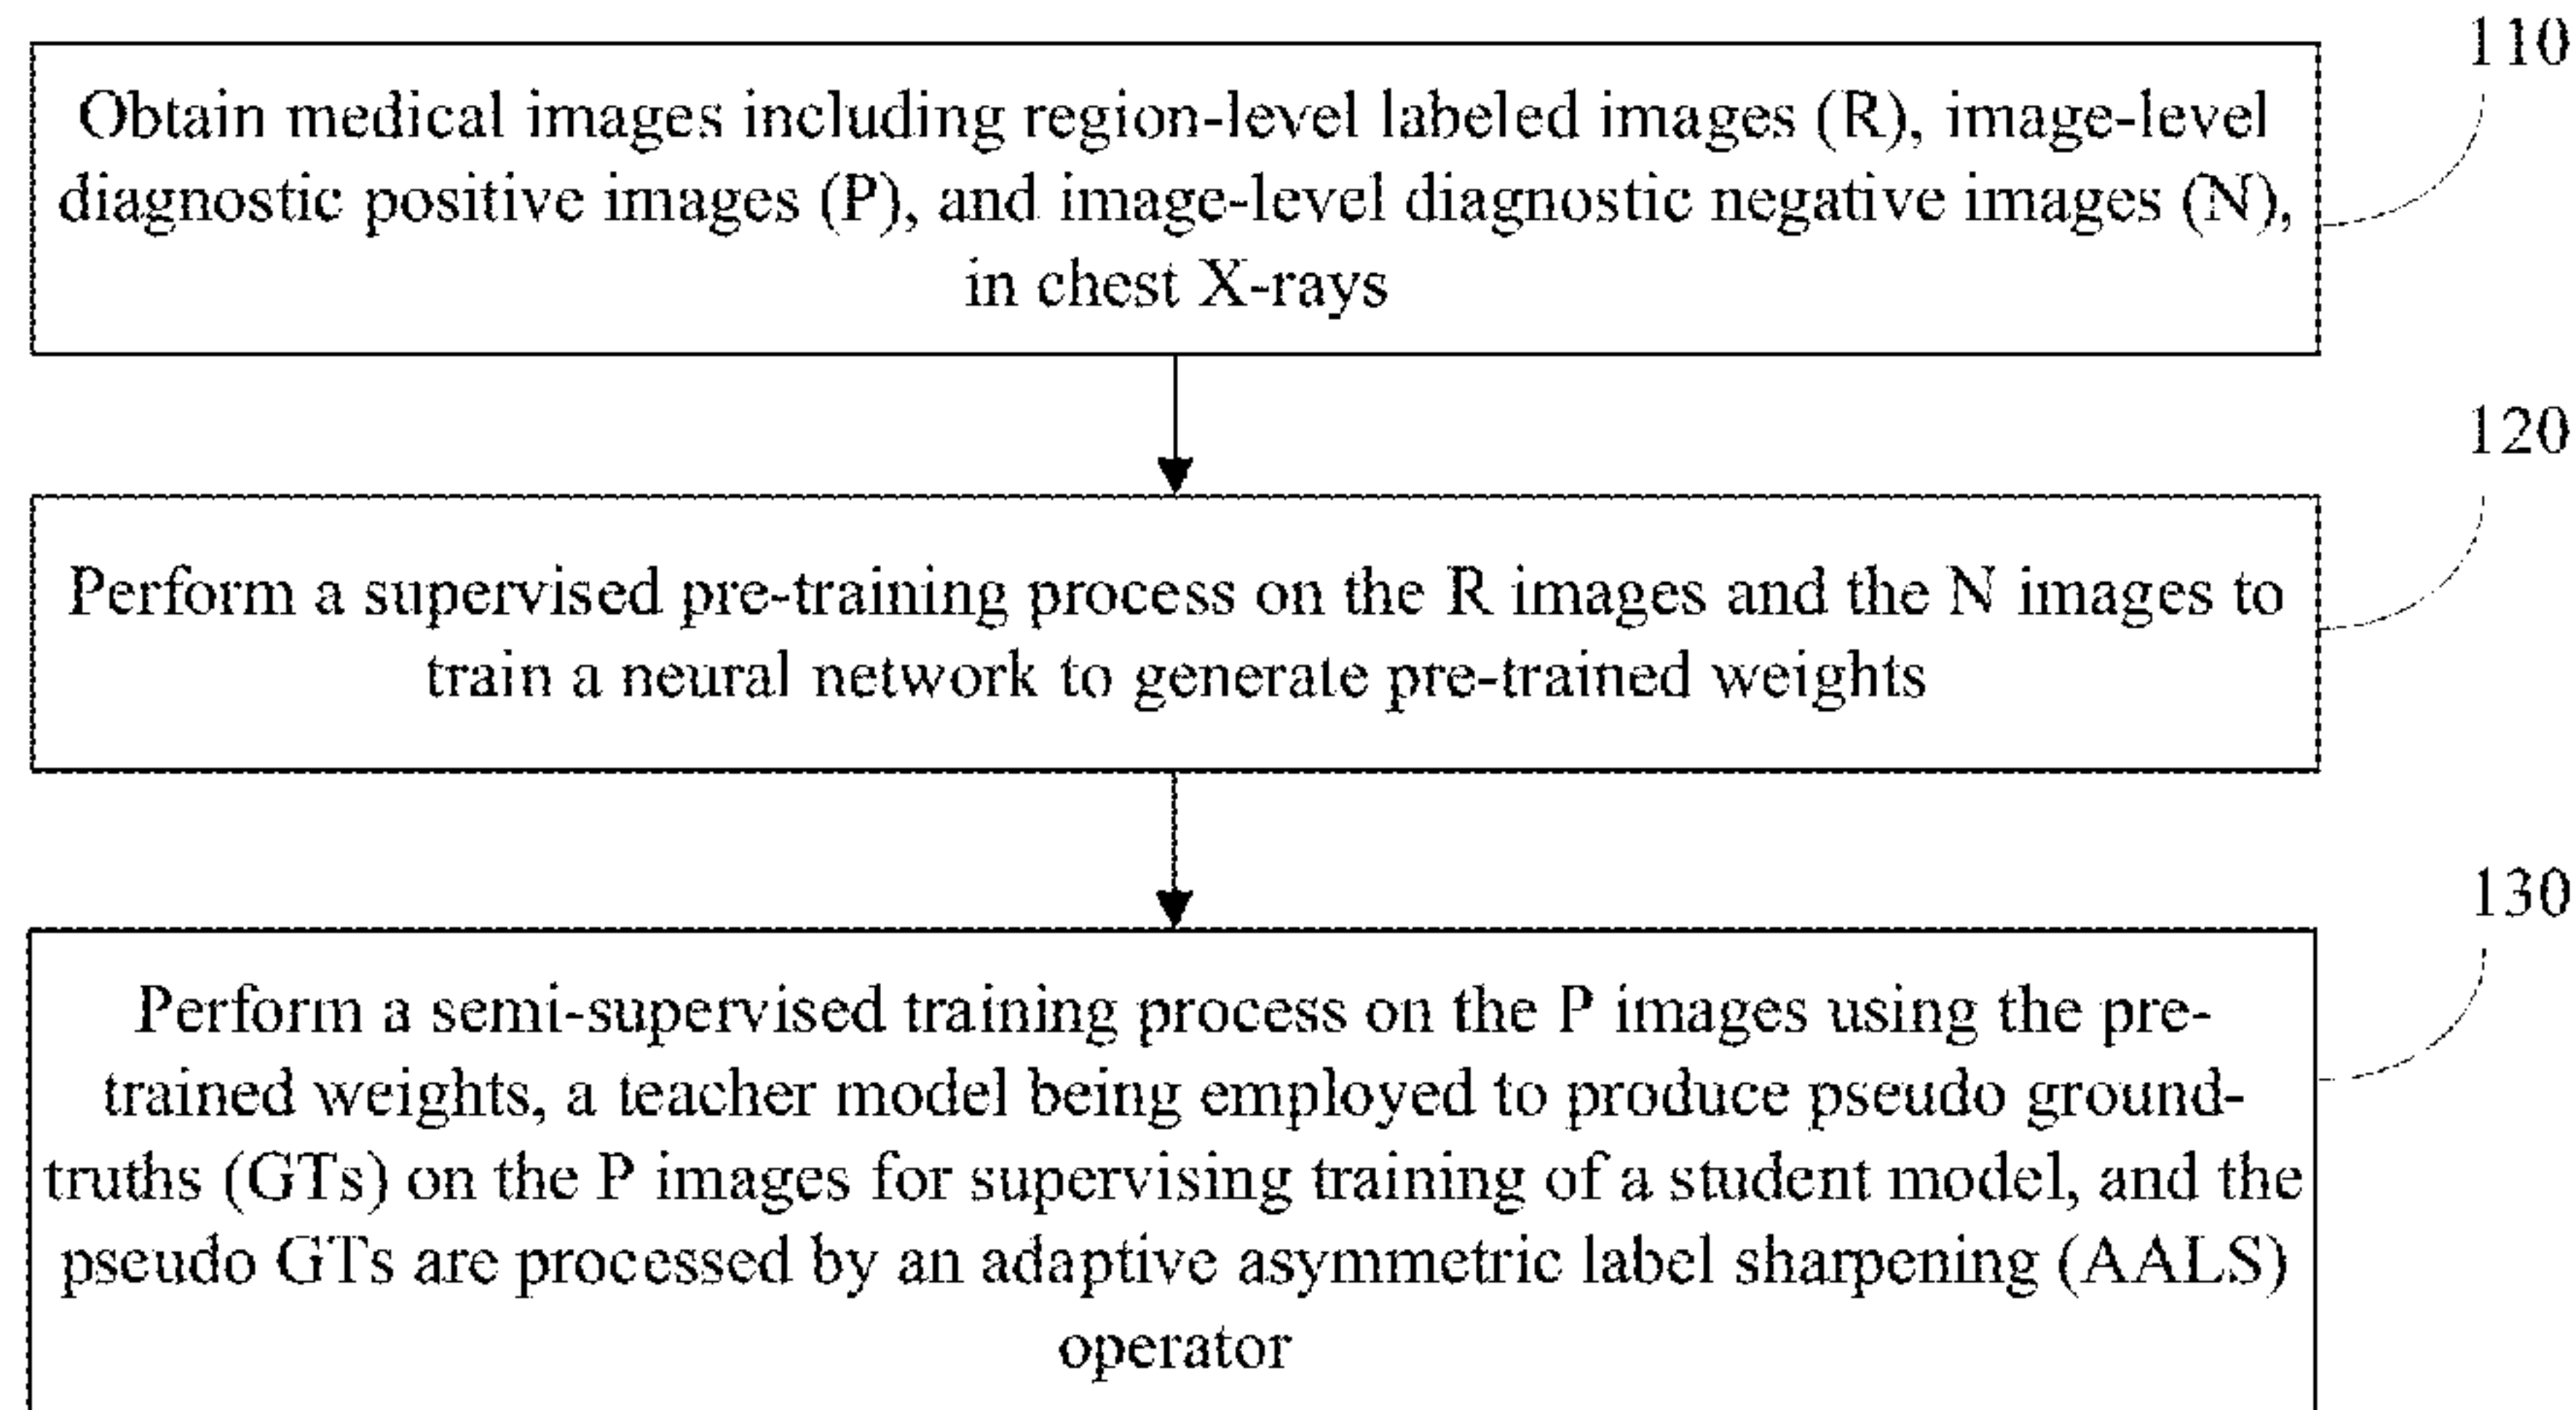 110
Obtain medical images including region-level labeled images (R), image-level
diagnostic positive images (P), and image-level diagnostic negative images (N),
in chest X-rays
120
Perform a supervised pre-training process on the R images and the N images to
train a neural network to generate pre-trained weights
130
Perform a semi-supervised training process on the P images using the pre-
trained weights, a teacher model being employed to produce pseudo ground-
truths (GTs) on the P images for supervising training of a student model, and the
pseudo GTs are processed by an adaptive asymmetric label sharpening (AALS)
operator